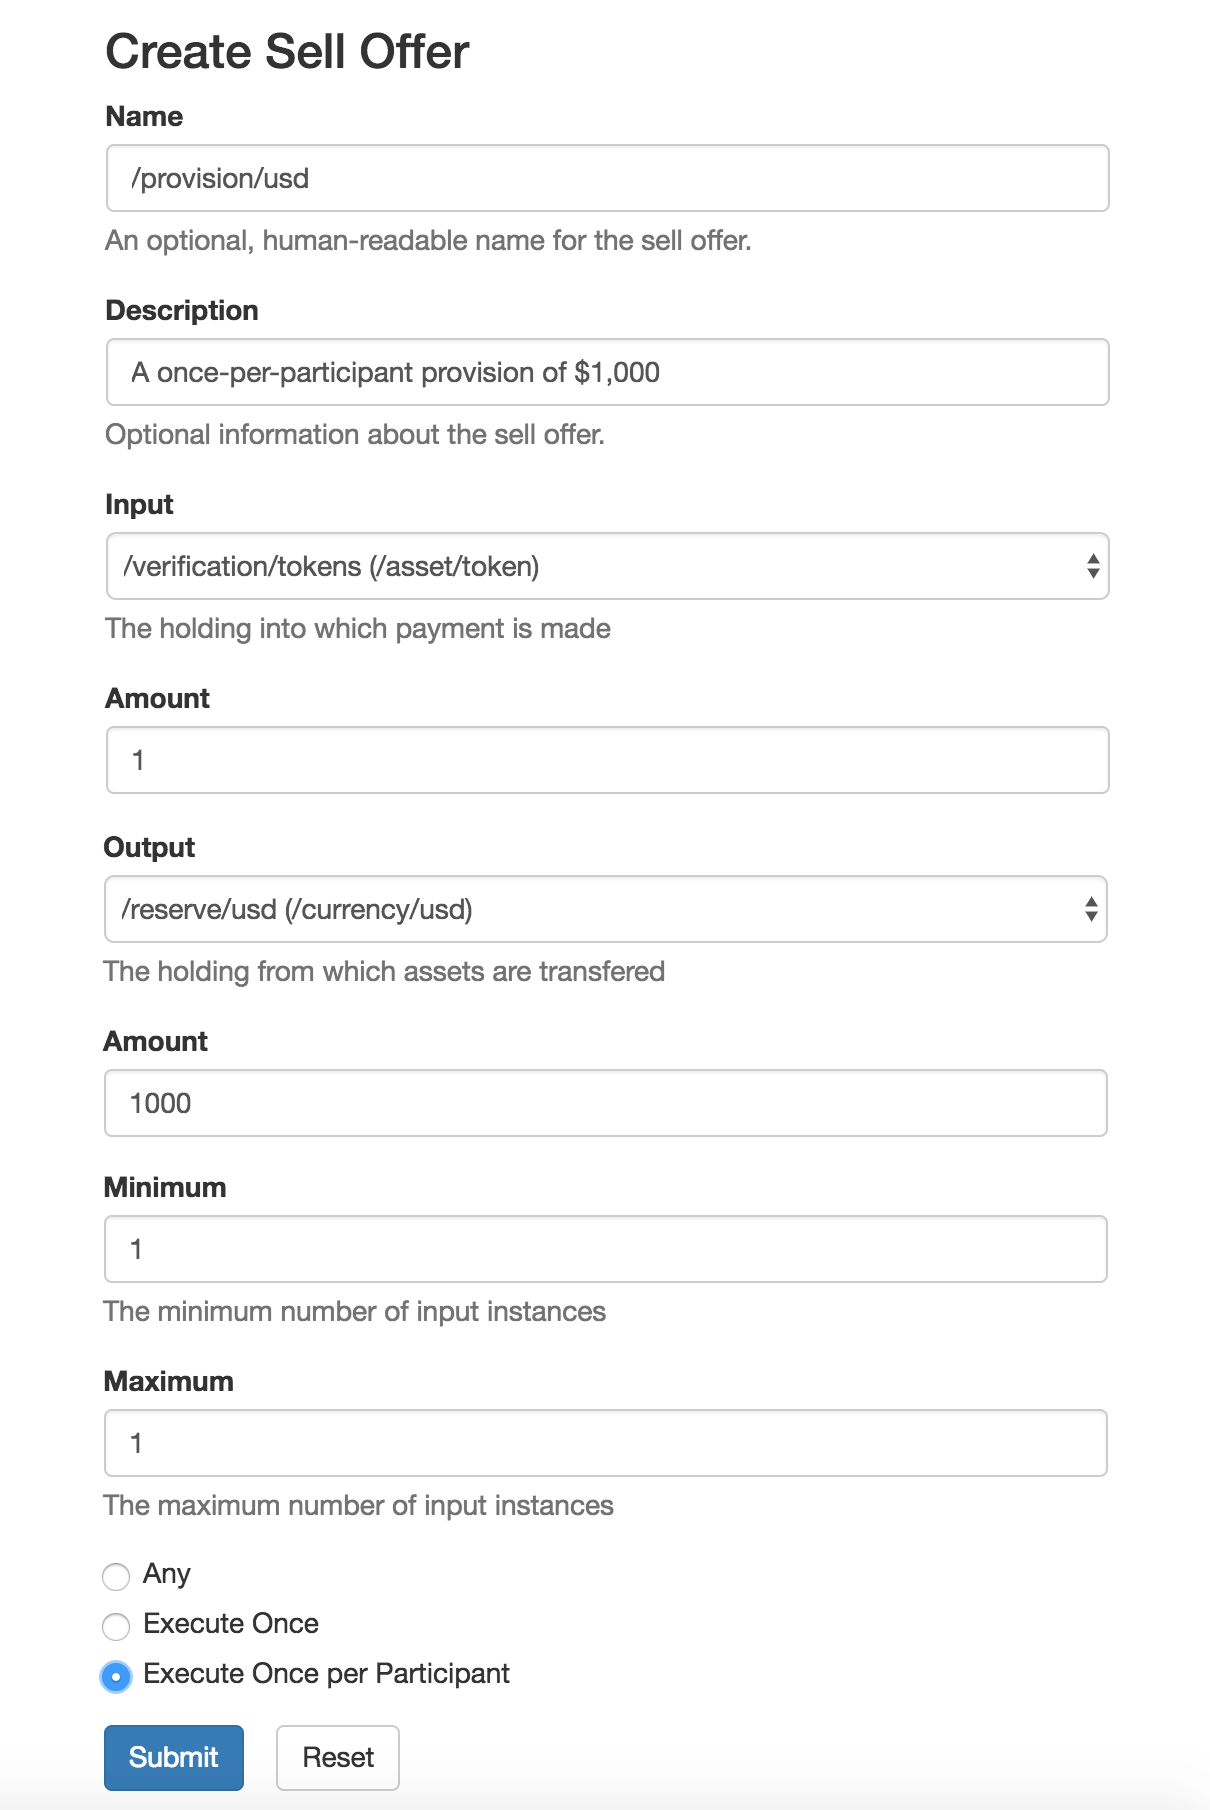 Create Sell Offer
Name
/provision/usd
An optional, human-readable name for the sell offer.
Description
A once-per-participant provision of $1,000
Optional information about the sell offer.
Input
/verification/tokens (/asset/token)
The holding into which payment is made
Amount
1
Output
/reserve/usd (/currency/usd)
The holding from which assets are transfered
Amount
1000
Minimum
1
The minimum number of input instances
Maximum
1
The maximum number of input instances
Any
Execute Once
Execute Once per Participant
Submit Reset